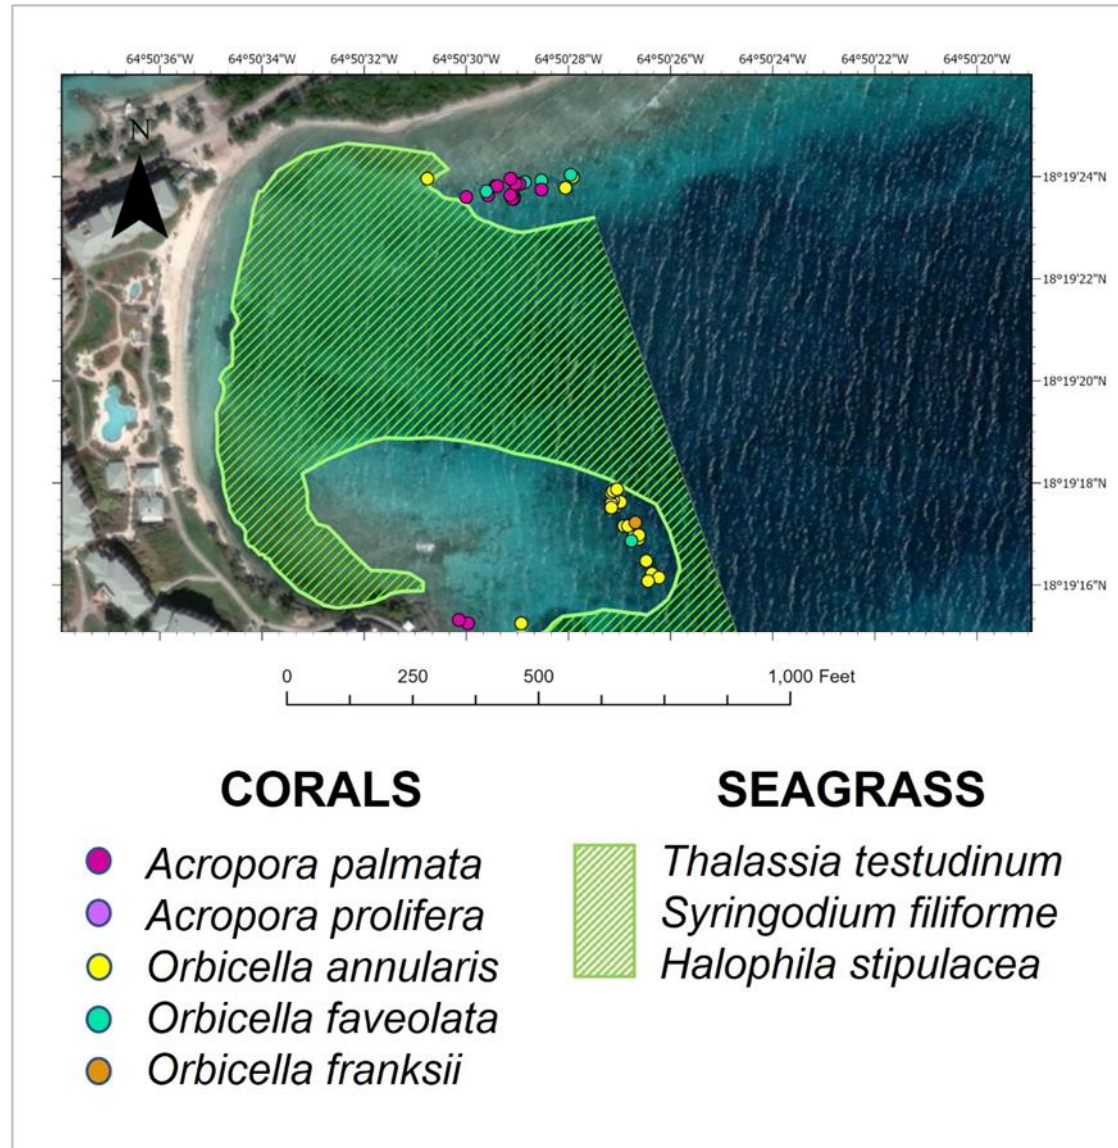 64°50'36"W 64°50'34"W 64°50'32"W 64°50'30"W 64°50'28"W 64°50'26"W 64°50'24"W 64°50'22"W 64°50'20"W
N
18°19'24"N
18°19'22"N
18°19'20"N
18°19'18"N
18°19'16"N
0 250 500 1,000 Feet
CORALS
Acropora palmata
Acropora prolifera
Orbicella annularis
Orbicella faveolata
Orbicella franksii
SEAGRASS
Thalassia testudinum
Syringodium filiforme
Halophila stipulacea